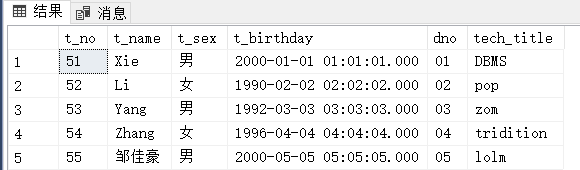 结果 消息
t_no t_name t_sex t_birthday dno tech_title
1 51 Xie 男 2000-01-01 01:01:01.000 01 DBMS
2 52 Li 女 1990-02-02 02:02:02.000 02 pop
3 53 Yang 男 1992-03-03 03:03:03.000 03 zom
4 54 Zhang 女 1996-04-04 04:04:04.000 04 tridition
5 55 邹佳豪 男 2000-05-05 05:05:05.000 05 lolm